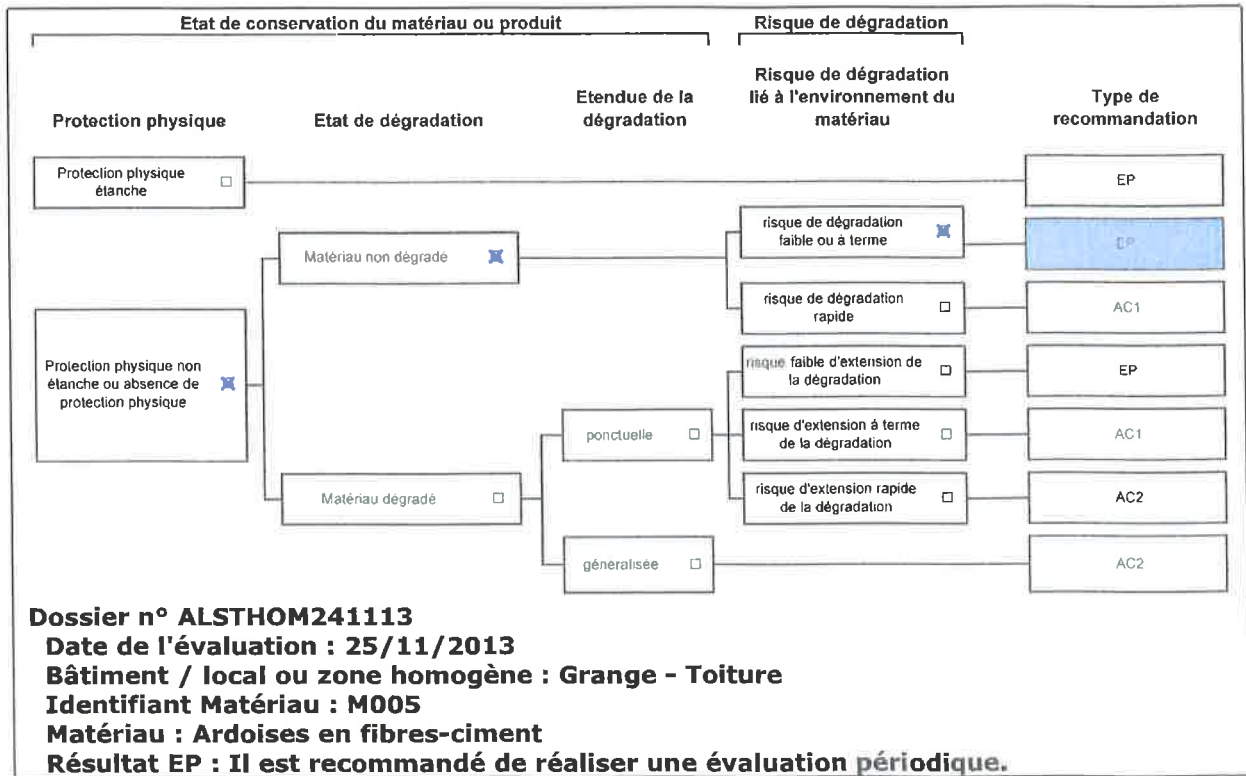 Etat de conservation du matériau ou produit
Risque de dégradation
Protection physique
Etat de dégradation
Etendue de la
dégradation
Risque de dégradation
lié à l'environnement du
matériau
Type de
recommandation
Protection physique
étanche
EP
Matériau non dégradé
risque de dégradation
faible ou à terme
EP
risque de dégradation
rapide
AC1
Protection physique non
étanche ou absence de
protection physique
risque faible d'extension de
la dégradation
EP
ponctuelle
risque d'extension à terme
de la dégradation
AC1
Matériau dégradé
risque d'extension rapide
de la dégradation
AC2
généralisée
AC2
Dossier n° ALSTHOM241113
Date de l'évaluation : 25/11/2013
Bâtiment / local ou zone homogène : Grange - Toiture
Identifiant Matériau : M005
Matériau : Ardoises en fibres-ciment
Résultat EP : Il est recommandé de réaliser une évaluation périodique.